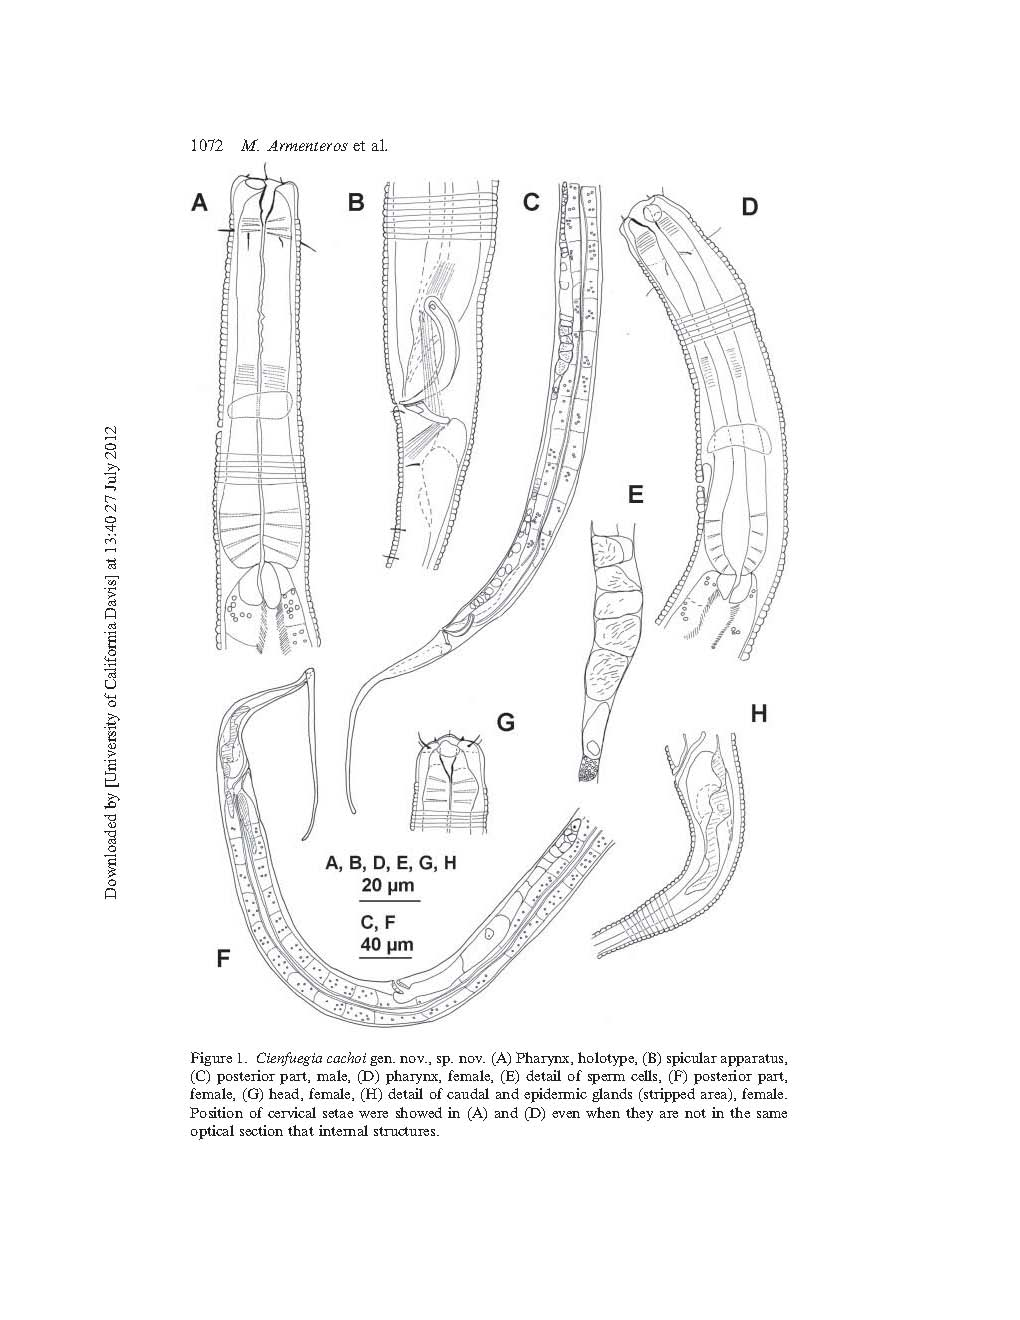 1072 M. Armenteros et al.
A
B
C
D
E
G
H
A, B, D, E, G, H
20 µm
C, F
40 µm
F
Figure 1. Cienfuegia cachoi gen. nov., sp. nov. (A) Pharynx, holotype, (B) spicular apparatus,
(C) posterior part, male, (D) pharynx, female, (E) detail of sperm cells, (F) posterior part,
female, (G) head, female, (H) detail of caudal and epidermic glands (stripped area), female.
Position of cervical setae were showed in (A) and (D) even when they are not in the same
optical section that internal structures.
Downloaded by [University of California Davis] at 13:40 27 July 2012